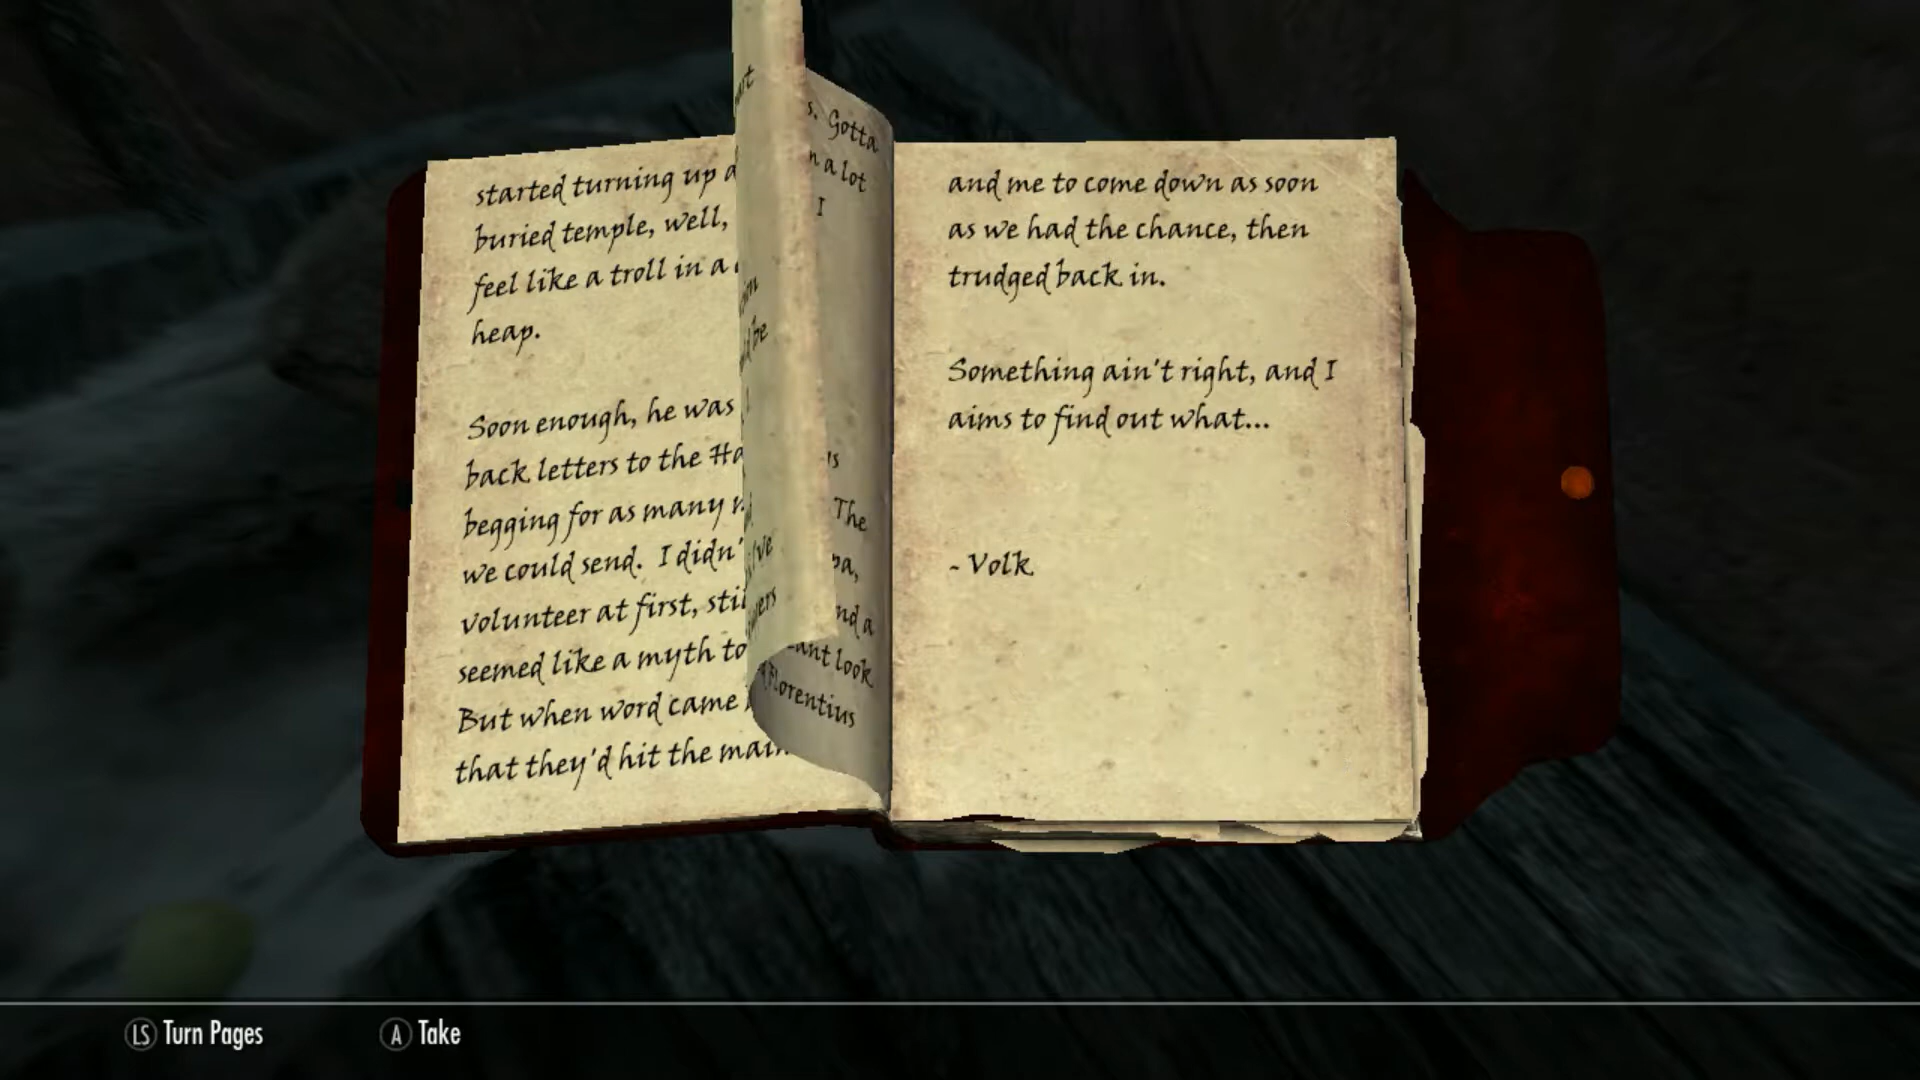 started turning up
buried temple, well,
feel like a troll in a
heap.
Soon enough, he was
back letters to the
begging for as many
we could send. I didn'
volunteer at first,
seemed like a myth to
But when word came
that they'd hit the
s. Gotta
n a lot
I
be
is
The
nd a
ant look
Florentius
and me to come down as soon
as we had the chance, then
trudged back in.
Something ain't right, and I
aims to find out what...
- Volk
LS Turn Pages
A Take